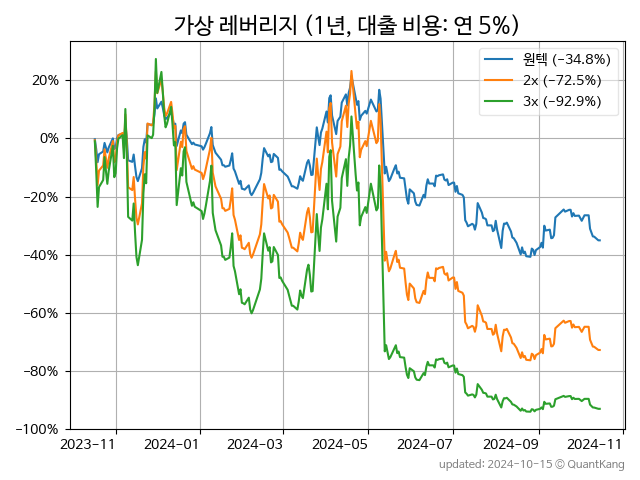 가상 레버리지 (1년, 대출 비용: 연 5%)
원텍 (-34.8%)
2x (-72.5%)
3x (-92.9%)
20%
0%
-20%
-40%
-60%
-80%
-100%
2023-11 2024-01 2024-03 2024-05 2024-07 2024-09 2024-11
updated: 2024-10-15 © QuantKang